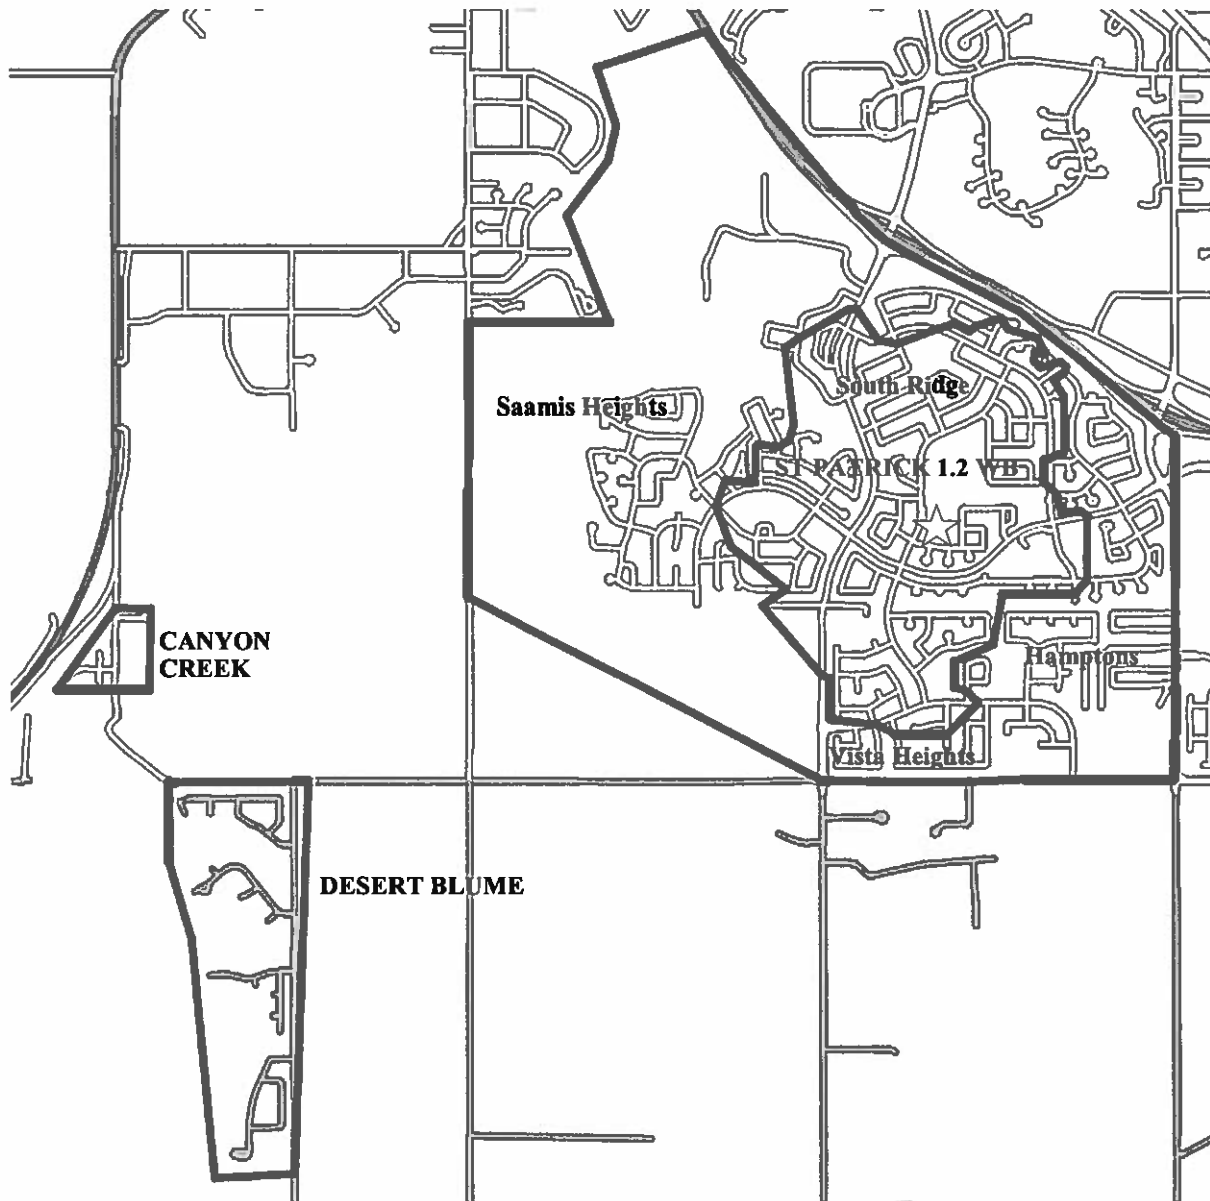 South Ridge
Saamis Heights
ST PATRICK 1.2 WB
CANYON
CREEK
Hamptons
Vista Heights
DESERT BLUME